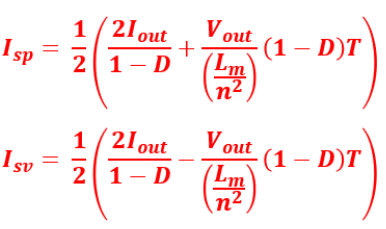 I_sp = 1/2 ( 2I_out/(1 − D) + V_out/(L_m/n²) (1 − D)T )
I_sv = 1/2 ( 2I_out/(1 − D) − V_out/(L_m/n²) (1 − D)T )